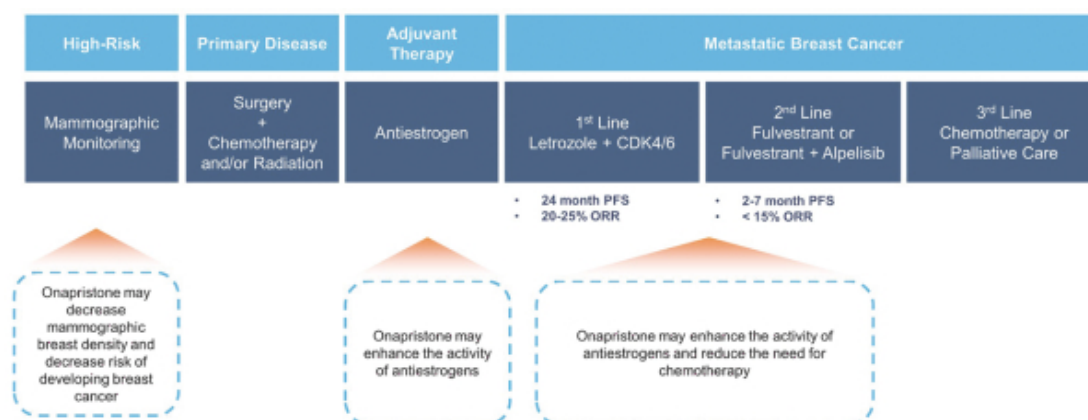 High-Risk
Primary Disease
Adjuvant
Therapy
Metastatic Breast Cancer
Mammographic
Monitoring
Surgery
+
Chemotherapy
and/or Radiation
Antiestrogen
1st Line
Letrozole + CDK4/6
2nd Line
Fulvestrant or
Fulvestrant + Alpelisib
3rd Line
Chemotherapy or
Palliative Care
• 24 month PFS
• 20-25% ORR
• 2-7 month PFS
• < 15% ORR
Onapristone may
decrease
mammographic
breast density and
decrease risk of
developing breast
cancer
Onapristone may
enhance the activity
of antiestrogens
Onapristone may enhance the activity of
antiestrogens and reduce the need for
chemotherapy